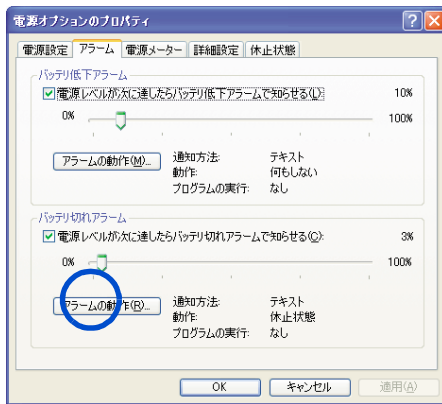 電源オプションのプロパティ
電源設定 アラーム 電源メーター 詳細設定 休止状態
バッテリ低下アラーム
電源レベルが次に達したらバッテリ低下アラームで知らせる(L): 10%
0% 100%
アラームの動作(M)... 通知方法: テキスト
動作: 何もしない
プログラムの実行: なし
バッテリ切れアラーム
電源レベルが次に達したらバッテリ切れアラームで知らせる(C): 3%
0% 100%
アラームの動作(R)... 通知方法: テキスト
動作: 休止状態
プログラムの実行: なし
OK キャンセル 適用(A)